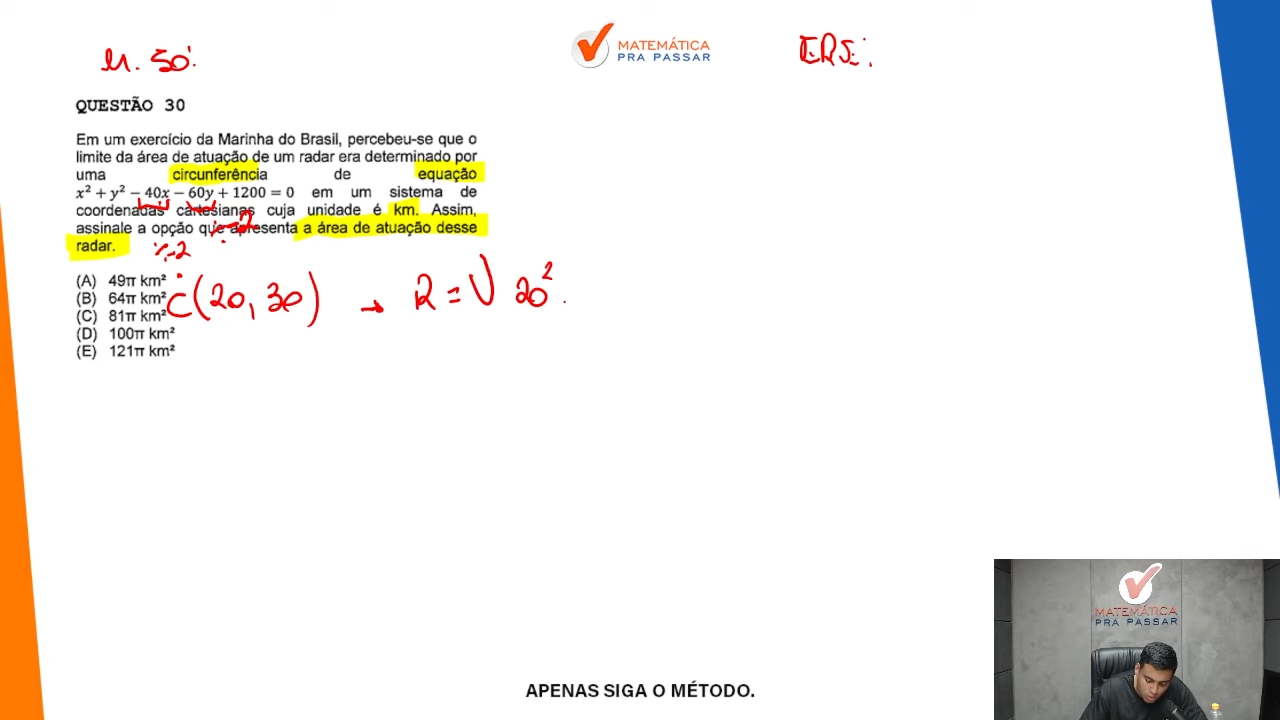 M. 50'.
MATEMÁTICA
PRA PASSAR
QUESTÃO 30
Em um exercício da Marinha do Brasil, percebeu-se que o
limite da área de atuação de um radar era determinado por
uma circunferência de equação
x² + y² − 40x − 60y + 1200 = 0 em um sistema de
coordenadas cartesianas cuja unidade é km. Assim,
assinale a opção que apresenta a área de atuação desse
radar.
÷-2
÷-2
(A) 49π km²
(B) 64π km²
(C) 81π km²
(D) 100π km²
(E) 121π km²
C(20, 30) → R = √20²
MATEMÁTICA
PRA PASSAR
APENAS SIGA O MÉTODO.